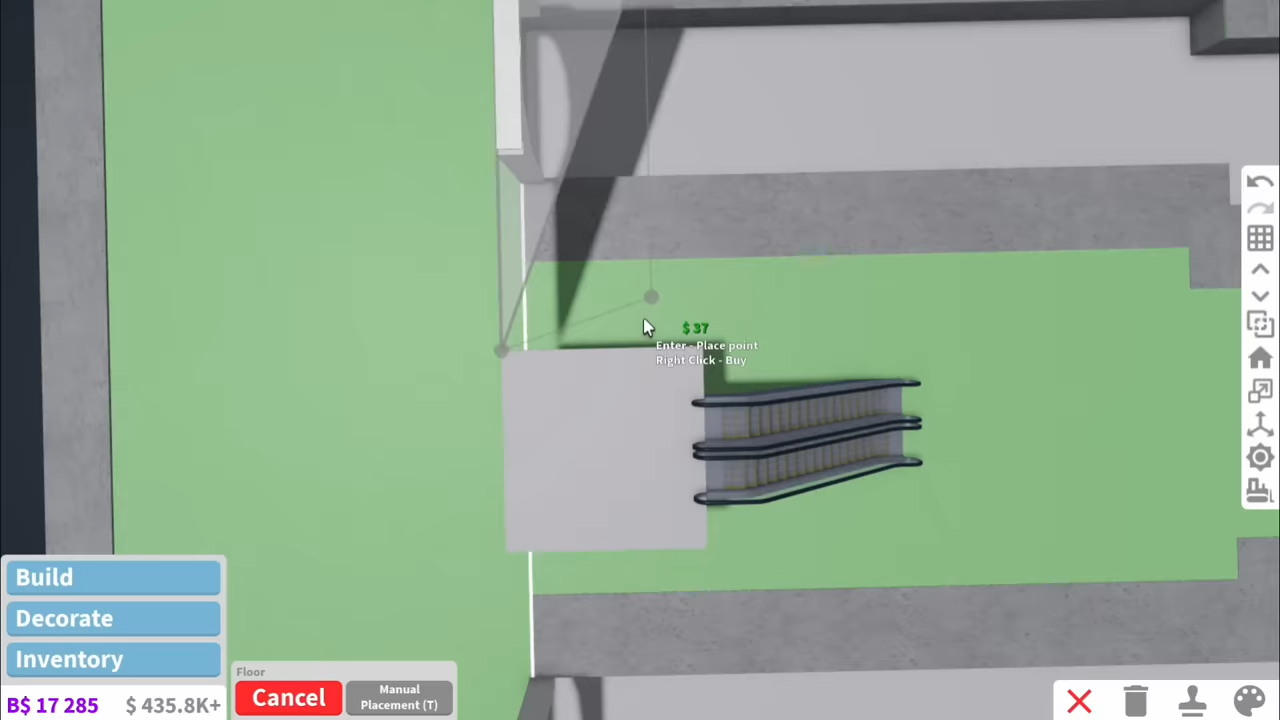 $ 37
Enter - Place point
Right Click - Buy
Build
Decorate
Inventory
B$ 17 285
$ 435.8K+
Floor
Cancel
Manual
Placement (T)